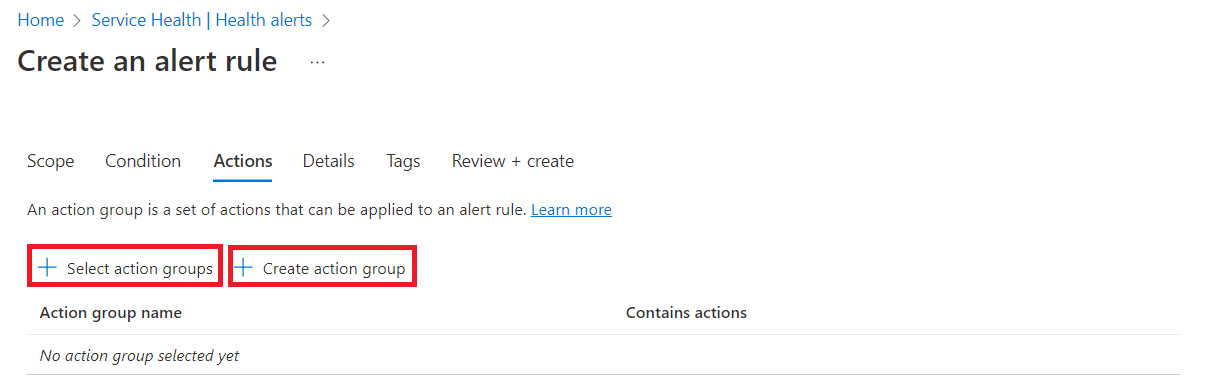 Home > Service Health | Health alerts >
Create an alert rule ...
Scope Condition Actions Details Tags Review + create
An action group is a set of actions that can be applied to an alert rule. Learn more
+ Select action groups + Create action group
Action group name Contains actions
No action group selected yet